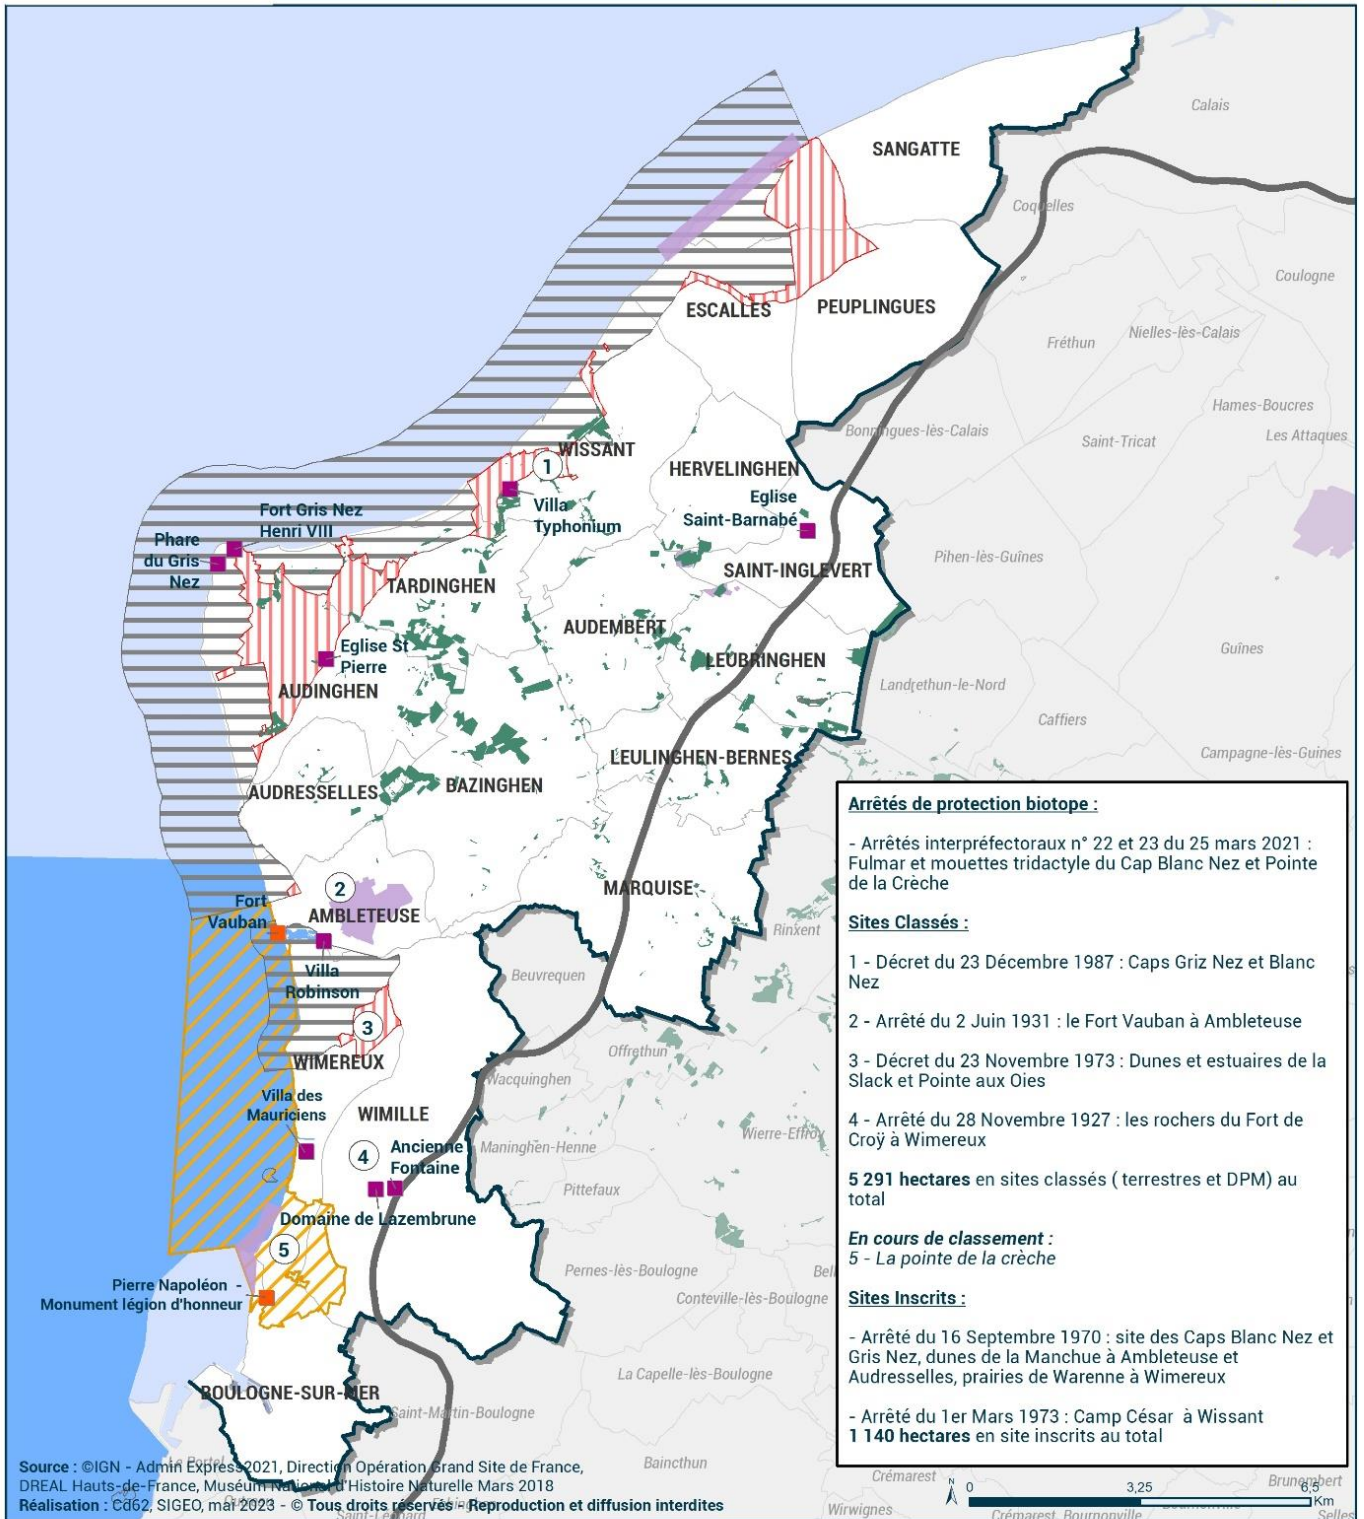 Calais
SANGATTE
Coquelles
Coulogne
ESCALLES
PEUPLINGUES
Nielles-lès-Calais
Fréthun
Hames-Boucres
Bonningues-lès-Calais
Saint-Tricat
Les Attaques
WISSANT
1
HERVELINGHEN
Villa
Typhonium
Eglise
Saint-Barnabé
Fort Gris Nez
Henri VIII
Phare
du Gris
Nez
Pihen-lès-Guînes
TARDINGHEN
SAINT-INGLEVERT
AUDEMBERT
Eglise St
Pierre
LEUBRINGHEN
Guînes
AUDINGHEN
Landrethun-le-Nord
Caffiers
LEULINGHEN-BERNES
Campagne-lès-Guines
AUDRESSELLES
BAZINGHEN
2
MARQUISE
Fort
Vauban
AMBLETEUSE
Rinxent
Villa
Robinson
Beuvrequen
3
WIMEREUX
Offrethun
Wacquinghen
Villa des
Mauriciens
WIMILLE
Wierre-Effroy
4
Ancienne
Fontaine
Maninghen-Henne
Pittefaux
Domaine de Lazembrune
5
Pernes-lès-Boulogne
Bel
Pierre Napoléon -
Monument légion d'honneur
Conteville-lès-Boulogne
La Capelle-lès-Boulogne
BOULOGNE-SUR-MER
Saint-Martin-Boulogne
Baincthun
Le Portel
Crémarest
Brunembert
Wirwignes
Crémarest
Bournonville
Selles
Saint-Léonard
Arrêtés de protection biotope :
- Arrêtés interpréfectoraux n° 22 et 23 du 25 mars 2021 :
Fulmar et mouettes tridactyle du Cap Blanc Nez et Pointe
de la Crèche
Sites Classés :
1 - Décret du 23 Décembre 1987 : Caps Griz Nez et Blanc
Nez
2 - Arrêté du 2 Juin 1931 : le Fort Vauban à Ambleteuse
3 - Décret du 23 Novembre 1973 : Dunes et estuaires de la
Slack et Pointe aux Oies
4 - Arrêté du 28 Novembre 1927 : les rochers du Fort de
Croÿ à Wimereux
5 291 hectares en sites classés ( terrestres et DPM) au
total
En cours de classement :
5 - La pointe de la crèche
Sites Inscrits :
- Arrêté du 16 Septembre 1970 : site des Caps Blanc Nez et
Gris Nez, dunes de la Manchue à Ambleteuse et
Audresselles, prairies de Warenne à Wimereux
- Arrêté du 1er Mars 1973 : Camp César à Wissant
1 140 hectares en site inscrits au total
N
0 3,25 6,5
Km
Source : ©IGN - Admin Express 2021, Direction Opération Grand Site de France,
DREAL Hauts-de-France, Muséum National d'Histoire Naturelle Mars 2018
Réalisation : Cd62, SIGEO, mai 2023 - © Tous droits réservés - Reproduction et diffusion interdites